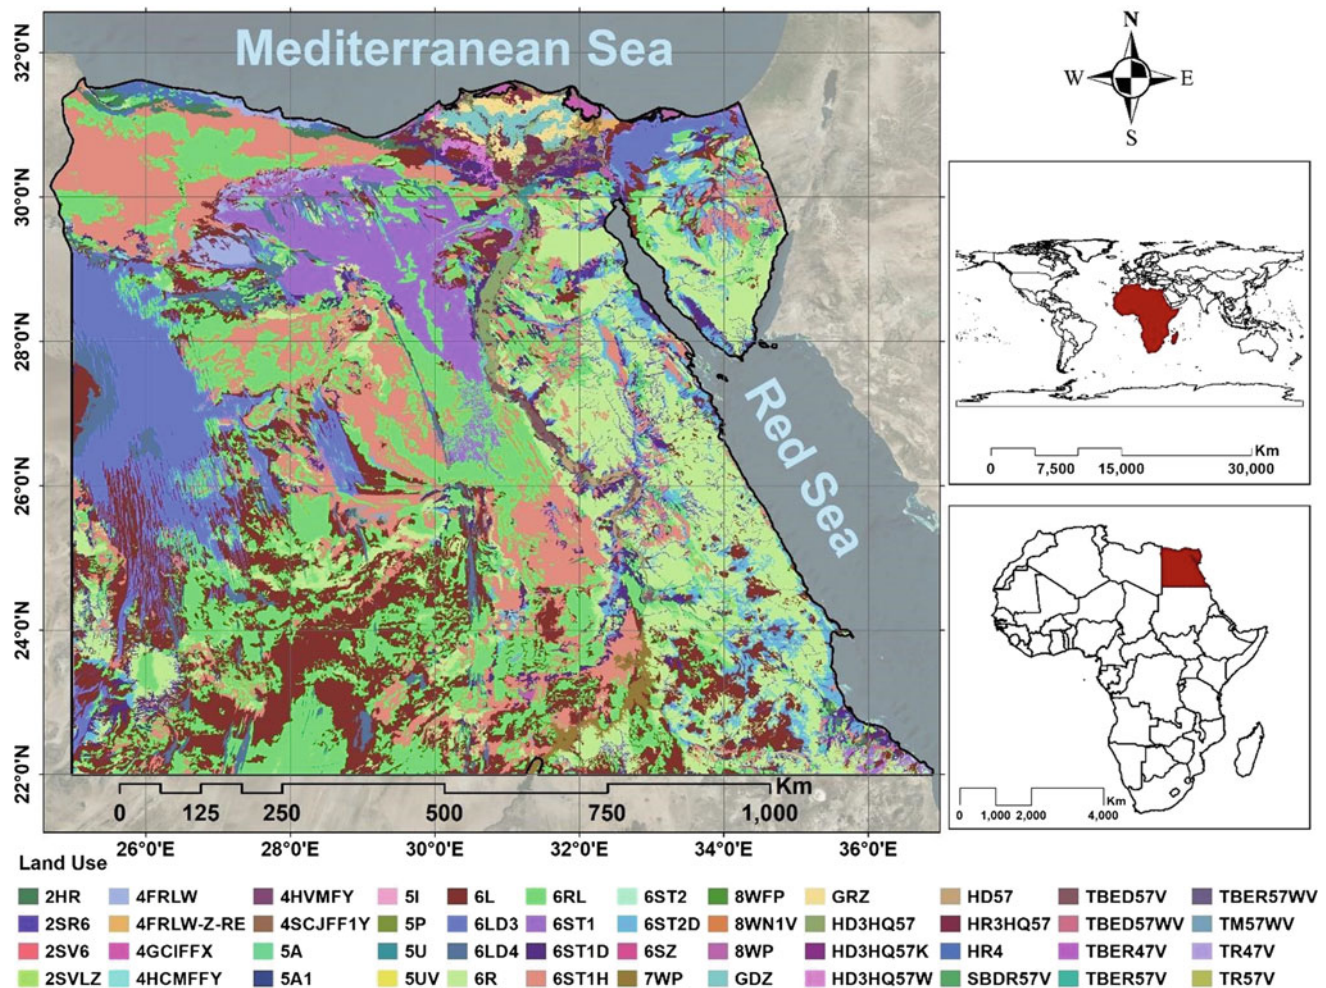 Mediterranean Sea
Red Sea
32°0'N
30°0'N
28°0'N
26°0'N
24°0'N
22°0'N
Km
0 125 250 500 750 1,000
26°0'E 28°0'E 30°0'E 32°0'E 34°0'E 36°0'E
N
W E
S
Km
0 7,500 15,000 30,000
Km
0 1,000 2,000 4,000
Land Use
2HR 4FRLW 4HVMFY 5I 6L 6RL 6ST2 8WFP GRZ HD57 TBED57V TBER57WV
2SR6 4FRLW-Z-RE 4SCJFF1Y 5P 6LD3 6ST1 6ST2D 8WN1V HD3HQ57 HR3HQ57 TBED57WV TM57WV
2SV6 4GCIFFX 5A 5U 6LD4 6ST1D 6SZ 8WP HD3HQ57K HR4 TBER47V TR47V
2SVLZ 4HCMFFY 5A1 5UV 6R 6ST1H 7WP GDZ HD3HQ57W SBDR57V TBER57V TR57V